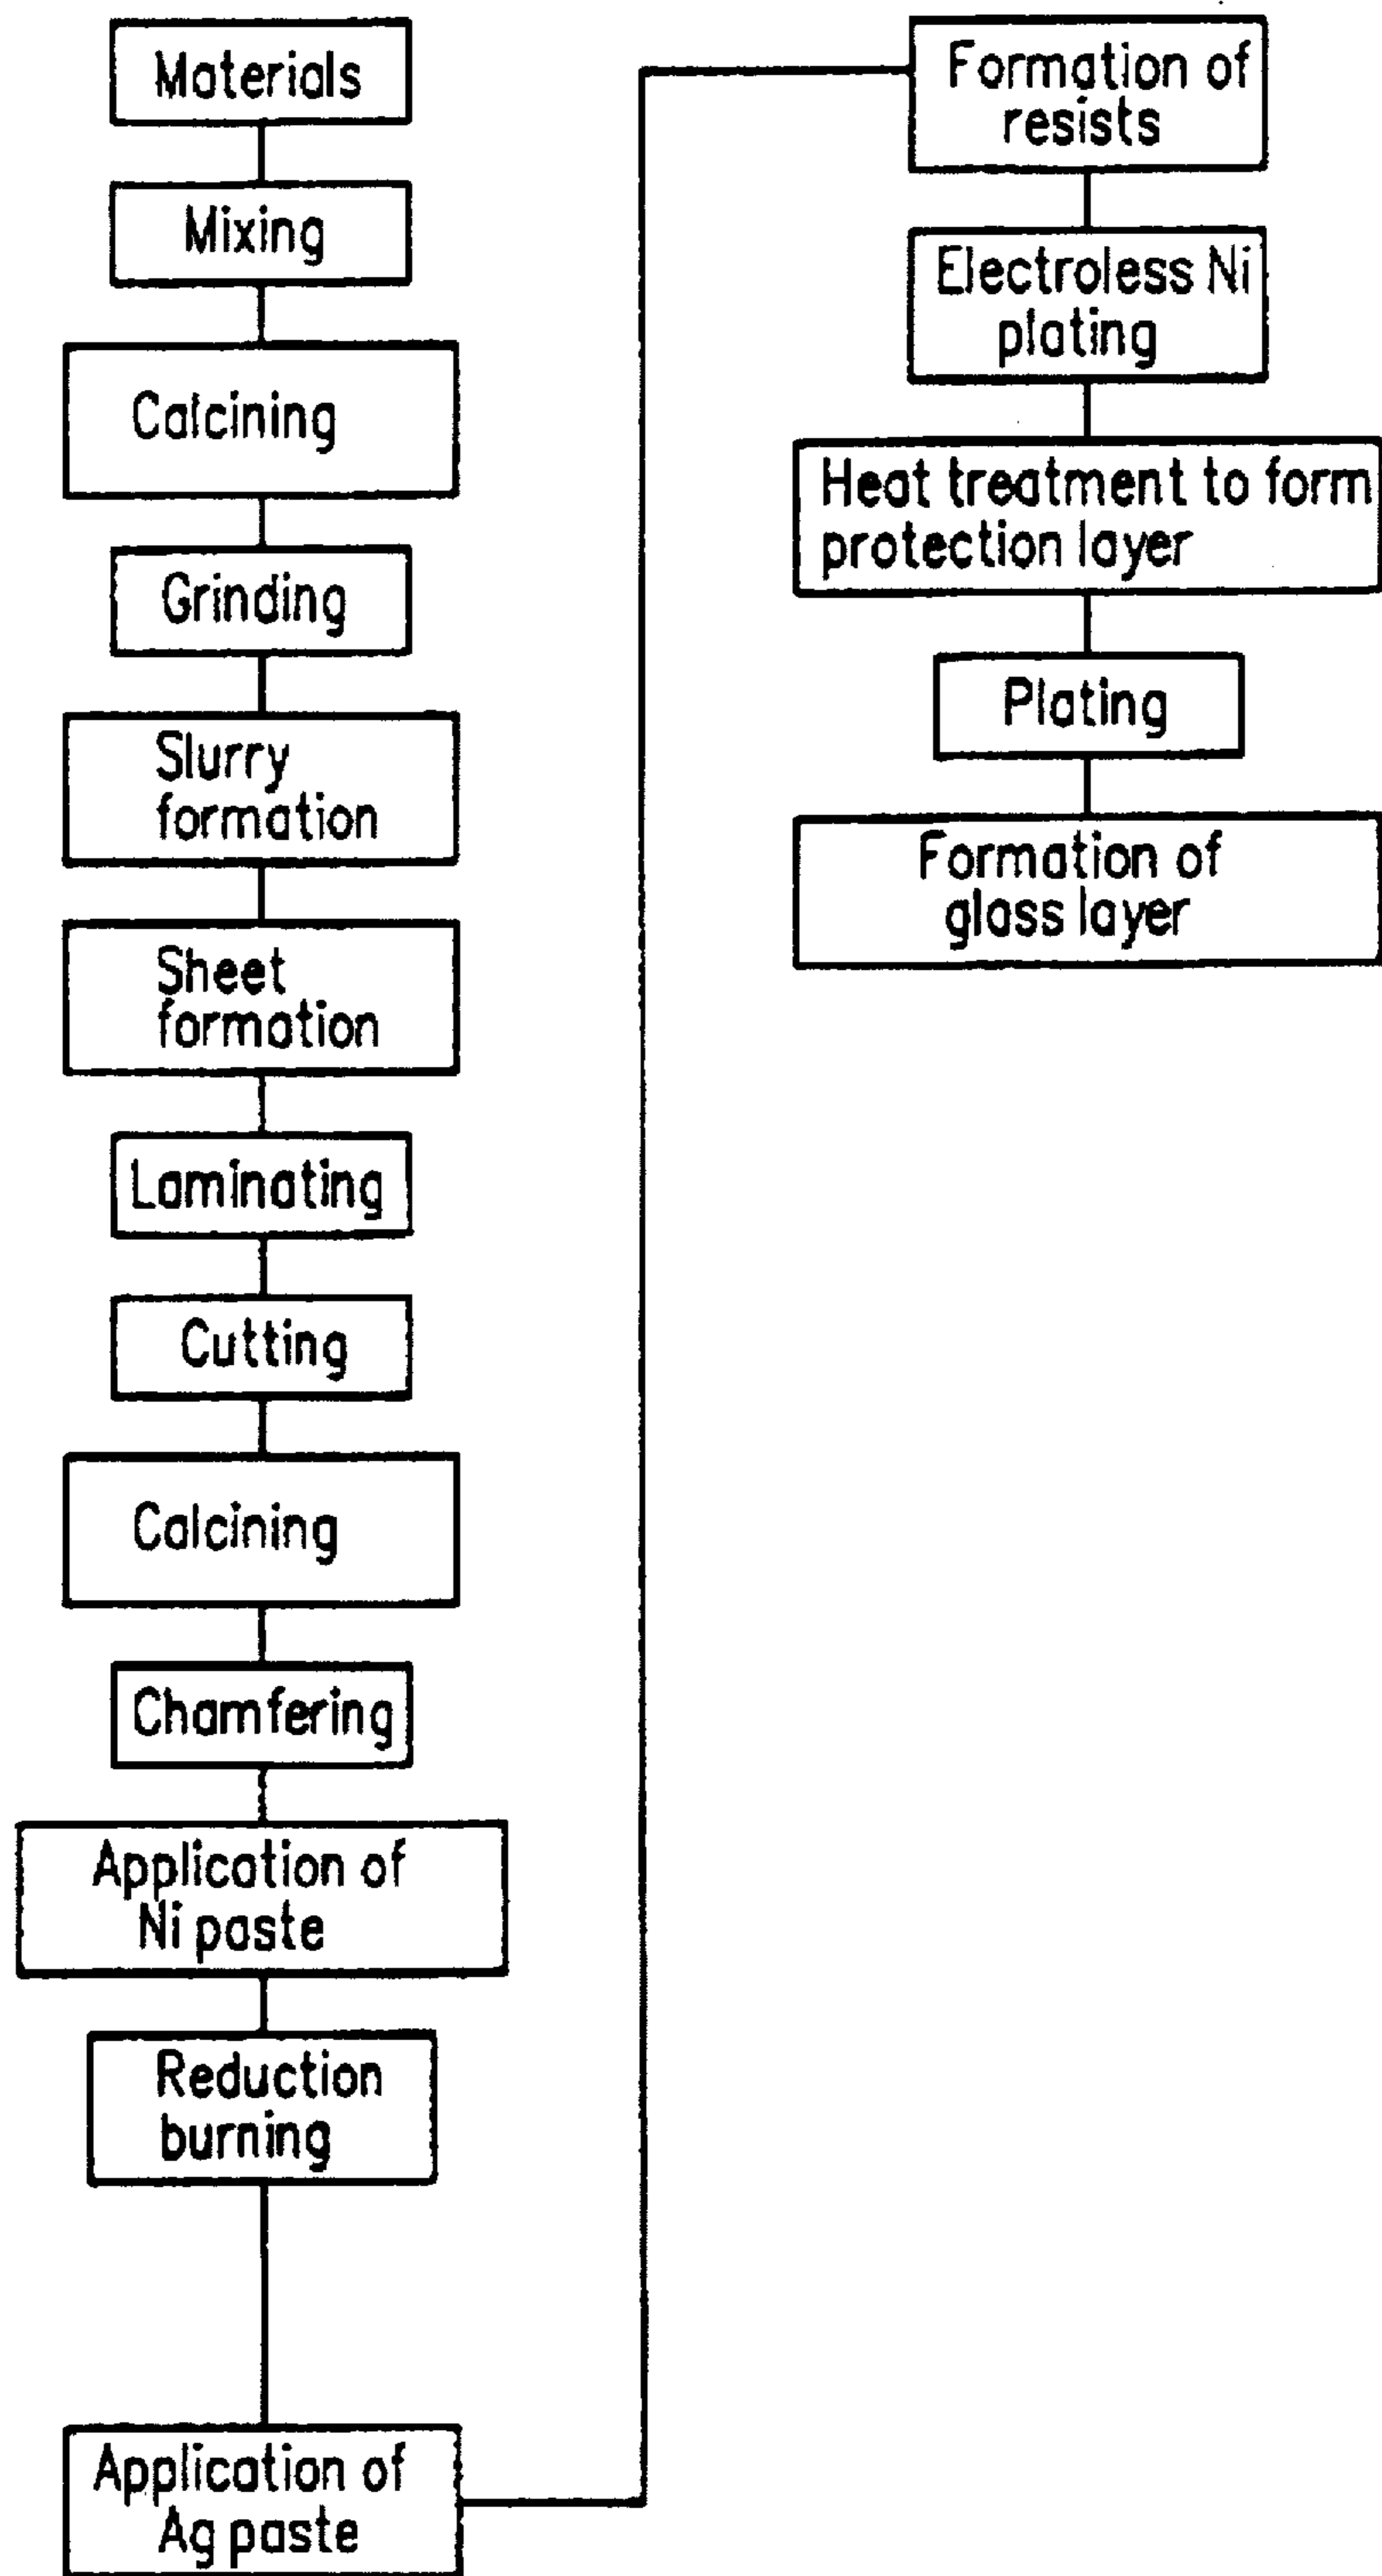 Materials
Mixing
Calcining
Grinding
Slurry
formation
Sheet
formation
Laminating
Cutting
Calcining
Chamfering
Application of
Ni paste
Reduction
burning
Application of
Ag paste
Formation of
resists
Electroless Ni
plating
Heat treatment to form
protection layer
Plating
Formation of
glass layer